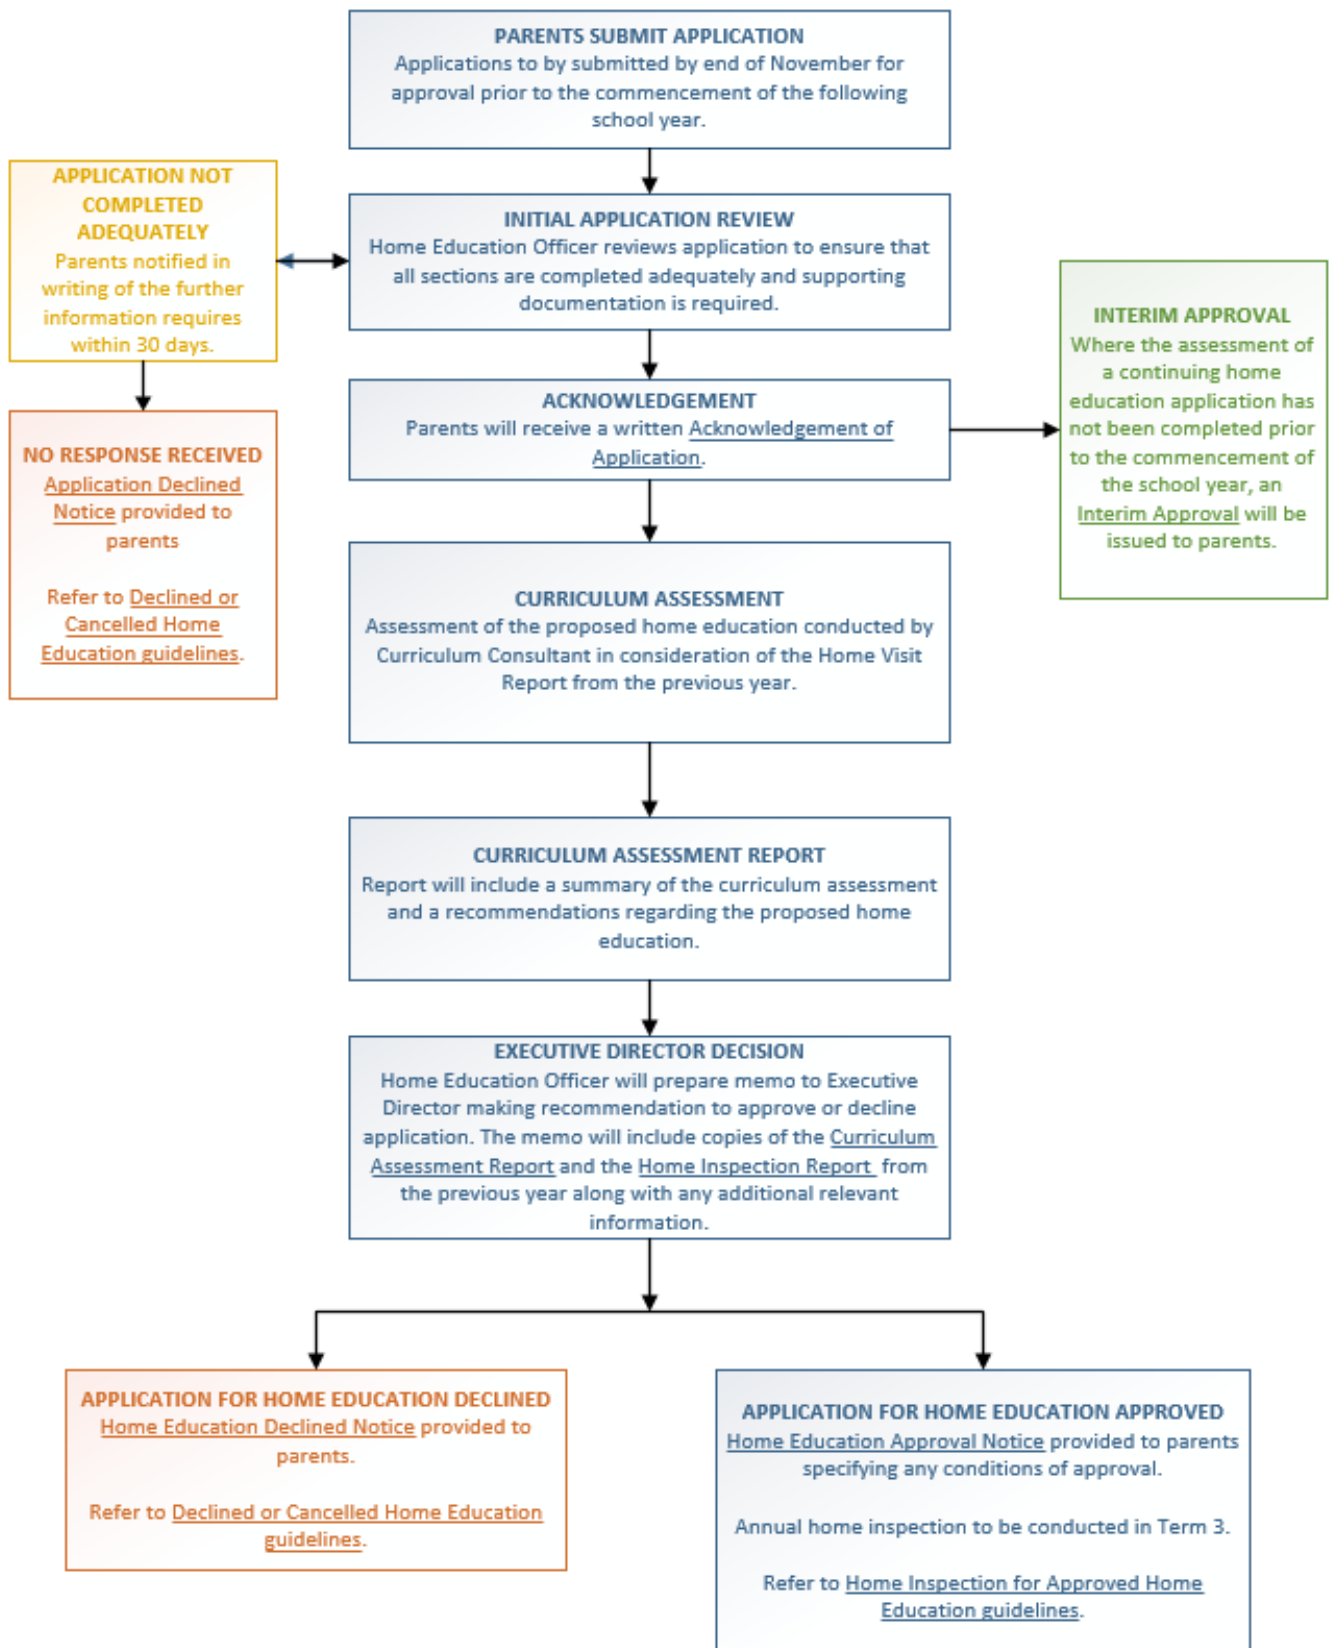 PARENTS SUBMIT APPLICATION
Applications to by submitted by end of November for
approval prior to the commencement of the following
school year.
APPLICATION NOT
COMPLETED
ADEQUATELY
Parents notified in
writing of the further
information requires
within 30 days.
INITIAL APPLICATION REVIEW
Home Education Officer reviews application to ensure that
all sections are completed adequately and supporting
documentation is required.
INTERIM APPROVAL
Where the assessment of
a continuing home
education application has
not been completed prior
to the commencement of
the school year, an
Interim Approval will be
issued to parents.
ACKNOWLEDGEMENT
Parents will receive a written Acknowledgement of
Application.
NO RESPONSE RECEIVED
Application Declined
Notice provided to
parents
Refer to Declined or
Cancelled Home
Education guidelines.
CURRICULUM ASSESSMENT
Assessment of the proposed home education conducted by
Curriculum Consultant in consideration of the Home Visit
Report from the previous year.
CURRICULUM ASSESSMENT REPORT
Report will include a summary of the curriculum assessment
and a recommendations regarding the proposed home
education.
EXECUTIVE DIRECTOR DECISION
Home Education Officer will prepare memo to Executive
Director making recommendation to approve or decline
application. The memo will include copies of the Curriculum
Assessment Report and the Home Inspection Report from
the previous year along with any additional relevant
information.
APPLICATION FOR HOME EDUCATION DECLINED
Home Education Declined Notice provided to
parents.
Refer to Declined or Cancelled Home Education
guidelines.
APPLICATION FOR HOME EDUCATION APPROVED
Home Education Approval Notice provided to parents
specifying any conditions of approval.
Annual home inspection to be conducted in Term 3.
Refer to Home Inspection for Approved Home
Education guidelines.